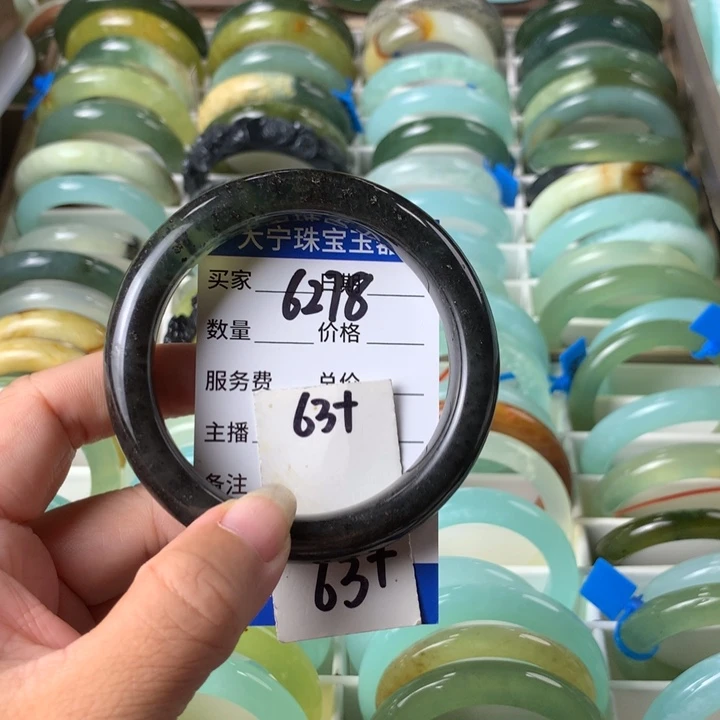 大宁珠宝玉器
买家 6278 日期
数量 价格
服务费 总价
主播 63+
备注
63+